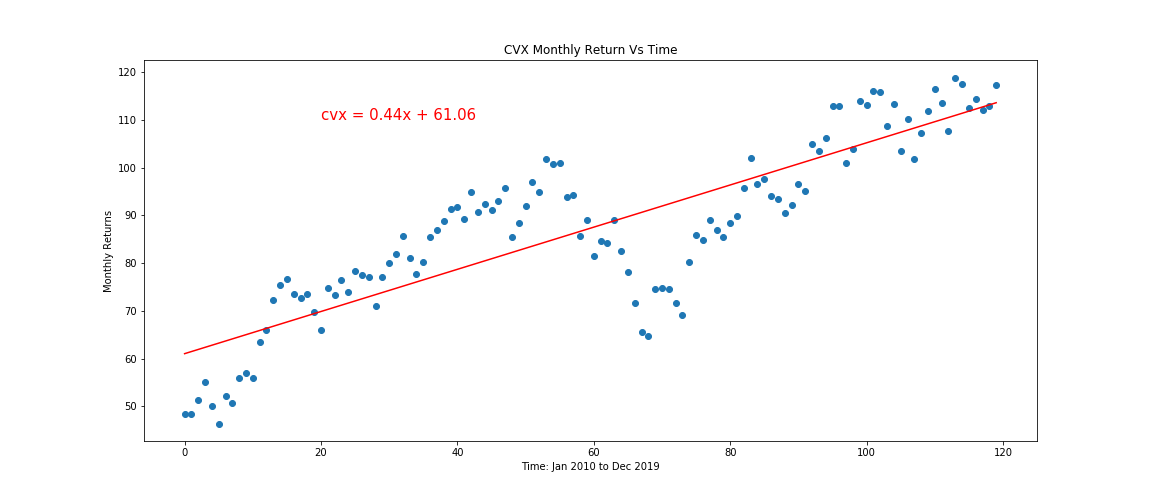 CVX Monthly Return Vs Time
120
110
100
90
80
70
60
50
Monthly Returns
cvx = 0.44x + 61.06
0 20 40 60 80 100 120
Time: Jan 2010 to Dec 2019